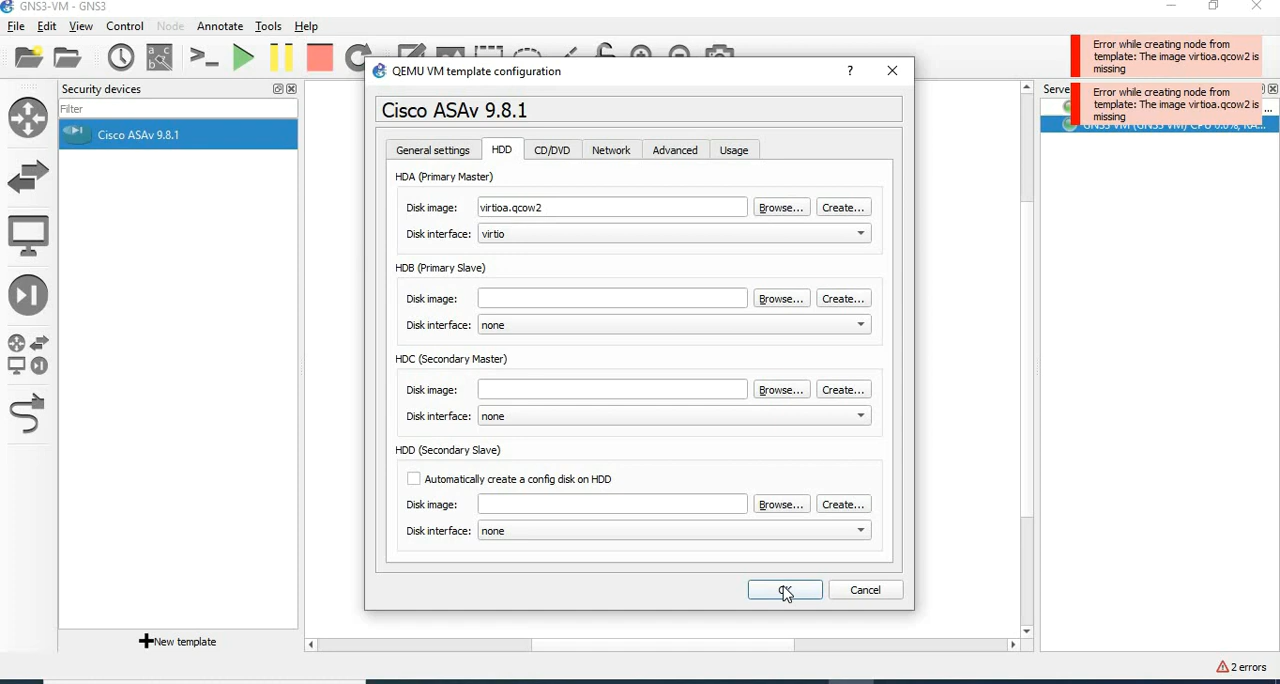 GNS3-VM - GNS3
File Edit View Control Node Annotate Tools Help
Error while creating node from
template: The image virtioa.qcow2 is
missing
Error while creating node from
template: The image virtioa.qcow2 is
missing
Security devices
Filter
Cisco ASAv 9.8.1
New template
QEMU VM template configuration
?
Cisco ASAv 9.8.1
General settings HDD CD/DVD Network Advanced Usage
HDA (Primary Master)
Disk image: virtioa.qcow2 Browse... Create...
Disk interface: virtio
HDB (Primary Slave)
Disk image: Browse... Create...
Disk interface: none
HDC (Secondary Master)
Disk image: Browse... Create...
Disk interface: none
HDD (Secondary Slave)
Automatically create a config disk on HDD
Disk image: Browse... Create...
Disk interface: none
Cancel
2 errors